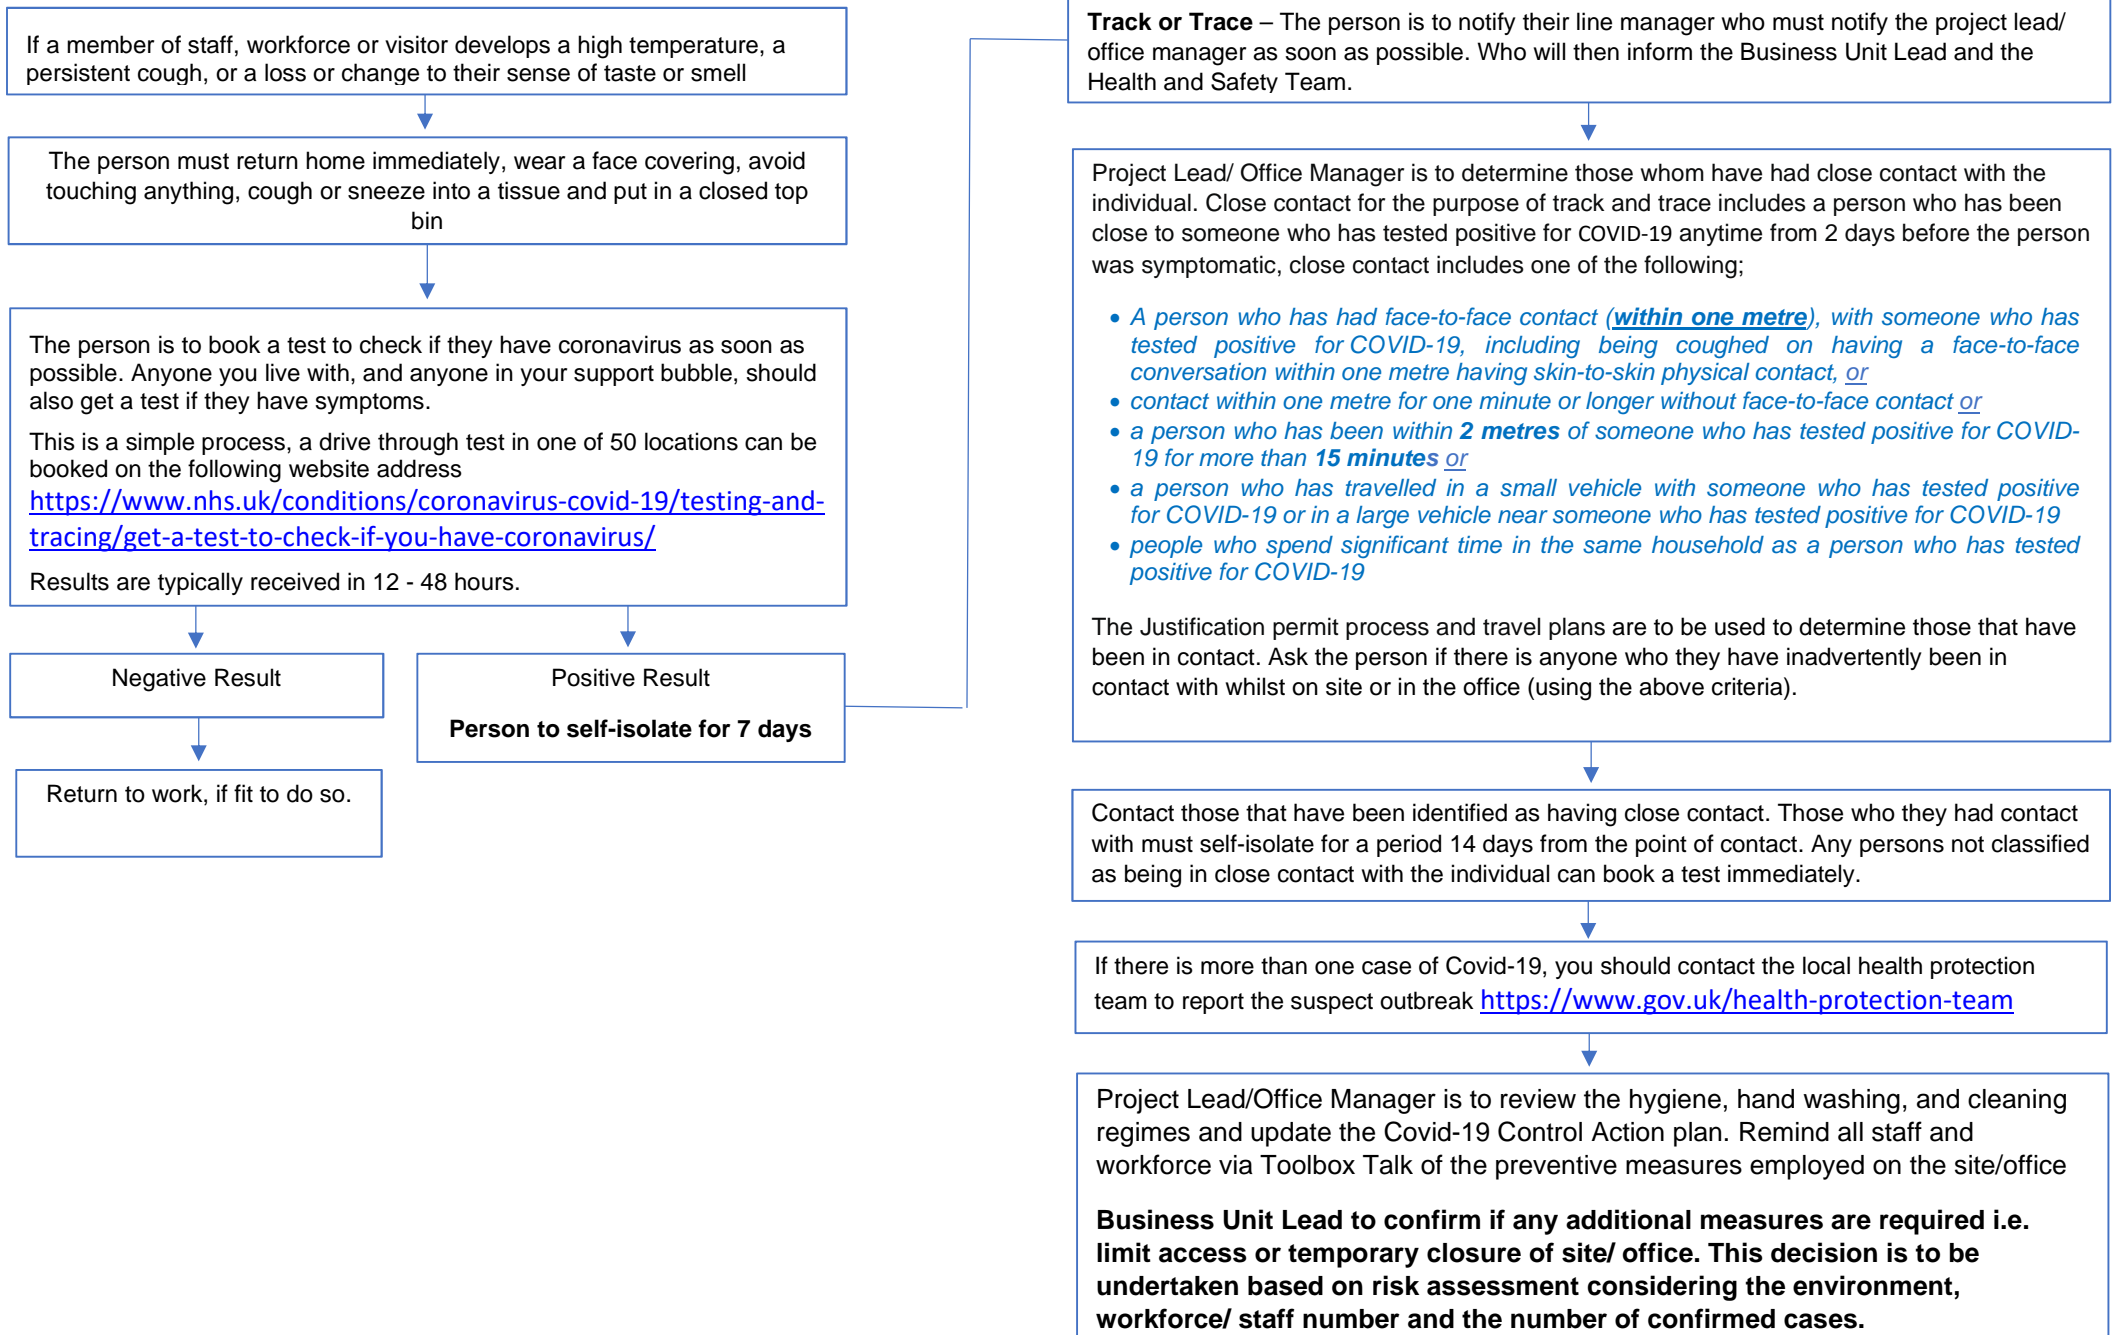 If a member of staff, workforce or visitor develops a high temperature, a
persistent cough, or a loss or change to their sense of taste or smell
The person must return home immediately, wear a face covering, avoid
touching anything, cough or sneeze into a tissue and put in a closed top
bin
The person is to book a test to check if they have coronavirus as soon as
possible. Anyone you live with, and anyone in your support bubble, should
also get a test if they have symptoms.
This is a simple process, a drive through test in one of 50 locations can be
booked on the following website address
https://www.nhs.uk/conditions/coronavirus-covid-19/testing-and-
tracing/get-a-test-to-check-if-you-have-coronavirus/
Results are typically received in 12 - 48 hours.
Negative Result
Return to work, if fit to do so.
Positive Result
Person to self-isolate for 7 days
Track or Trace – The person is to notify their line manager who must notify the project lead/
office manager as soon as possible. Who will then inform the Business Unit Lead and the
Health and Safety Team.
Project Lead/ Office Manager is to determine those whom have had close contact with the
individual. Close contact for the purpose of track and trace includes a person who has been
close to someone who has tested positive for COVID-19 anytime from 2 days before the person
was symptomatic, close contact includes one of the following;
• A person who has had face-to-face contact (within one metre), with someone who has
tested positive for COVID-19, including being coughed on having a face-to-face
conversation within one metre having skin-to-skin physical contact, or
• contact within one metre for one minute or longer without face-to-face contact or
• a person who has been within 2 metres of someone who has tested positive for COVID-
19 for more than 15 minutes or
• a person who has travelled in a small vehicle with someone who has tested positive
for COVID-19 or in a large vehicle near someone who has tested positive for COVID-19
• people who spend significant time in the same household as a person who has tested
positive for COVID-19
The Justification permit process and travel plans are to be used to determine those that have
been in contact. Ask the person if there is anyone who they have inadvertently been in
contact with whilst on site or in the office (using the above criteria).
Contact those that have been identified as having close contact. Those who they had contact
with must self-isolate for a period 14 days from the point of contact. Any persons not classified
as being in close contact with the individual can book a test immediately.
If there is more than one case of Covid-19, you should contact the local health protection
team to report the suspect outbreak https://www.gov.uk/health-protection-team
Project Lead/Office Manager is to review the hygiene, hand washing, and cleaning
regimes and update the Covid-19 Control Action plan. Remind all staff and
workforce via Toolbox Talk of the preventive measures employed on the site/office
Business Unit Lead to confirm if any additional measures are required i.e.
limit access or temporary closure of site/ office. This decision is to be
undertaken based on risk assessment considering the environment,
workforce/ staff number and the number of confirmed cases.